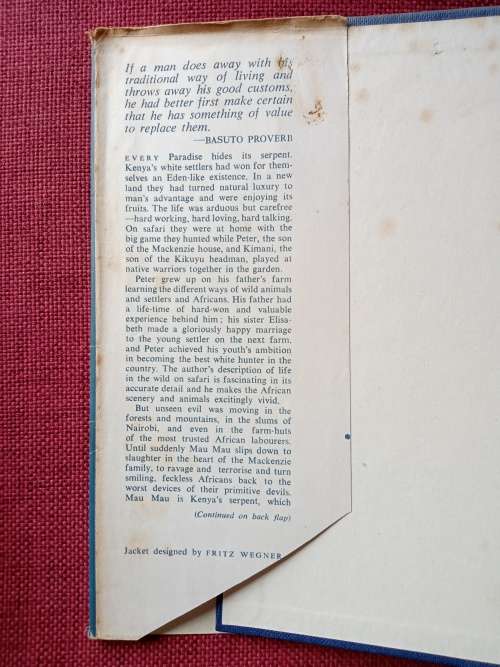 If a man does away with his
traditional way of living and
throws away his good customs,
he had better first make certain
that he has something of value
to replace them.
—BASUTO PROVERB
EVERY Paradise hides its serpent.
Kenya's white settlers had won for them-
selves an Eden-like existence. In a new
land they had turned natural luxury to
man's advantage and were enjoying its
fruits. The life was arduous but carefree
—hard working, hard loving, hard talking.
On safari they were at home with the
big game they hunted while Peter, the son
of the Mackenzie house, and Kimani, the
son of the Kikuyu headman, played at
native warriors together in the garden.
Peter grew up on his father's farm
learning the different ways of wild animals
and settlers and Africans. His father had
a life-time of hard-won and valuable
experience behind him; his sister Elisa-
beth made a gloriously happy marriage
to the young settler on the next farm,
and Peter achieved his youth's ambition
in becoming the best white hunter in the
country. The author's description of life
in the wild on safari is fascinating in its
accurate detail and he makes the African
scenery and animals excitingly vivid.
But unseen evil was moving in the
forests and mountains, in the slums of
Nairobi, and even in the farm-huts
of the most trusted African labourers.
Until suddenly Mau Mau slips down to
slaughter in the heart of the Mackenzie
family, to ravage and terrorise and turn
smiling, feckless Africans back to the
worst devices of their primitive devils.
Mau Mau is Kenya's serpent, which
(Continued on back flap)
Jacket designed by FRITZ WEGNER